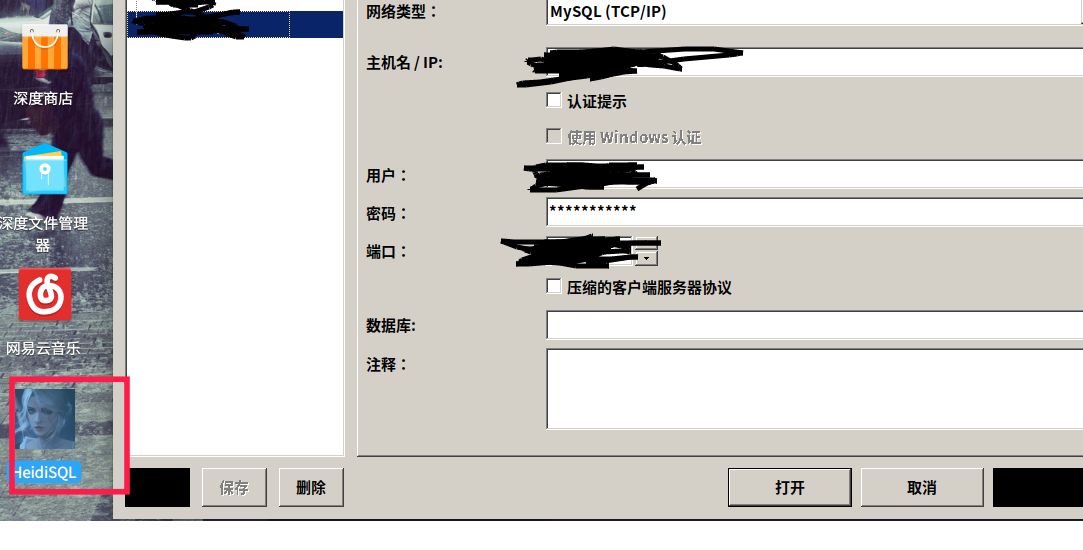 网络类型：
MySQL (TCP/IP)
主机名 / IP:
认证提示
使用 Windows 认证
用户：
密码：
***********
端口：
压缩的客户端服务器协议
数据库:
注释：
保存
删除
打开
取消
深度商店
深度文件管理
器
网易云音乐
HeidiSQL